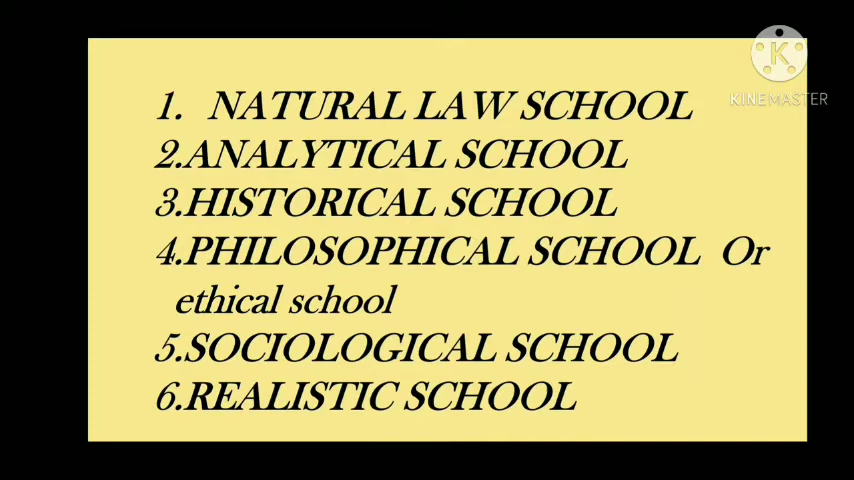 K
KINEMASTER
1. NATURAL LAW SCHOOL
2.ANALYTICAL SCHOOL
3.HISTORICAL SCHOOL
4.PHILOSOPHICAL SCHOOL Or
ethical school
5.SOCIOLOGICAL SCHOOL
6.REALISTIC SCHOOL